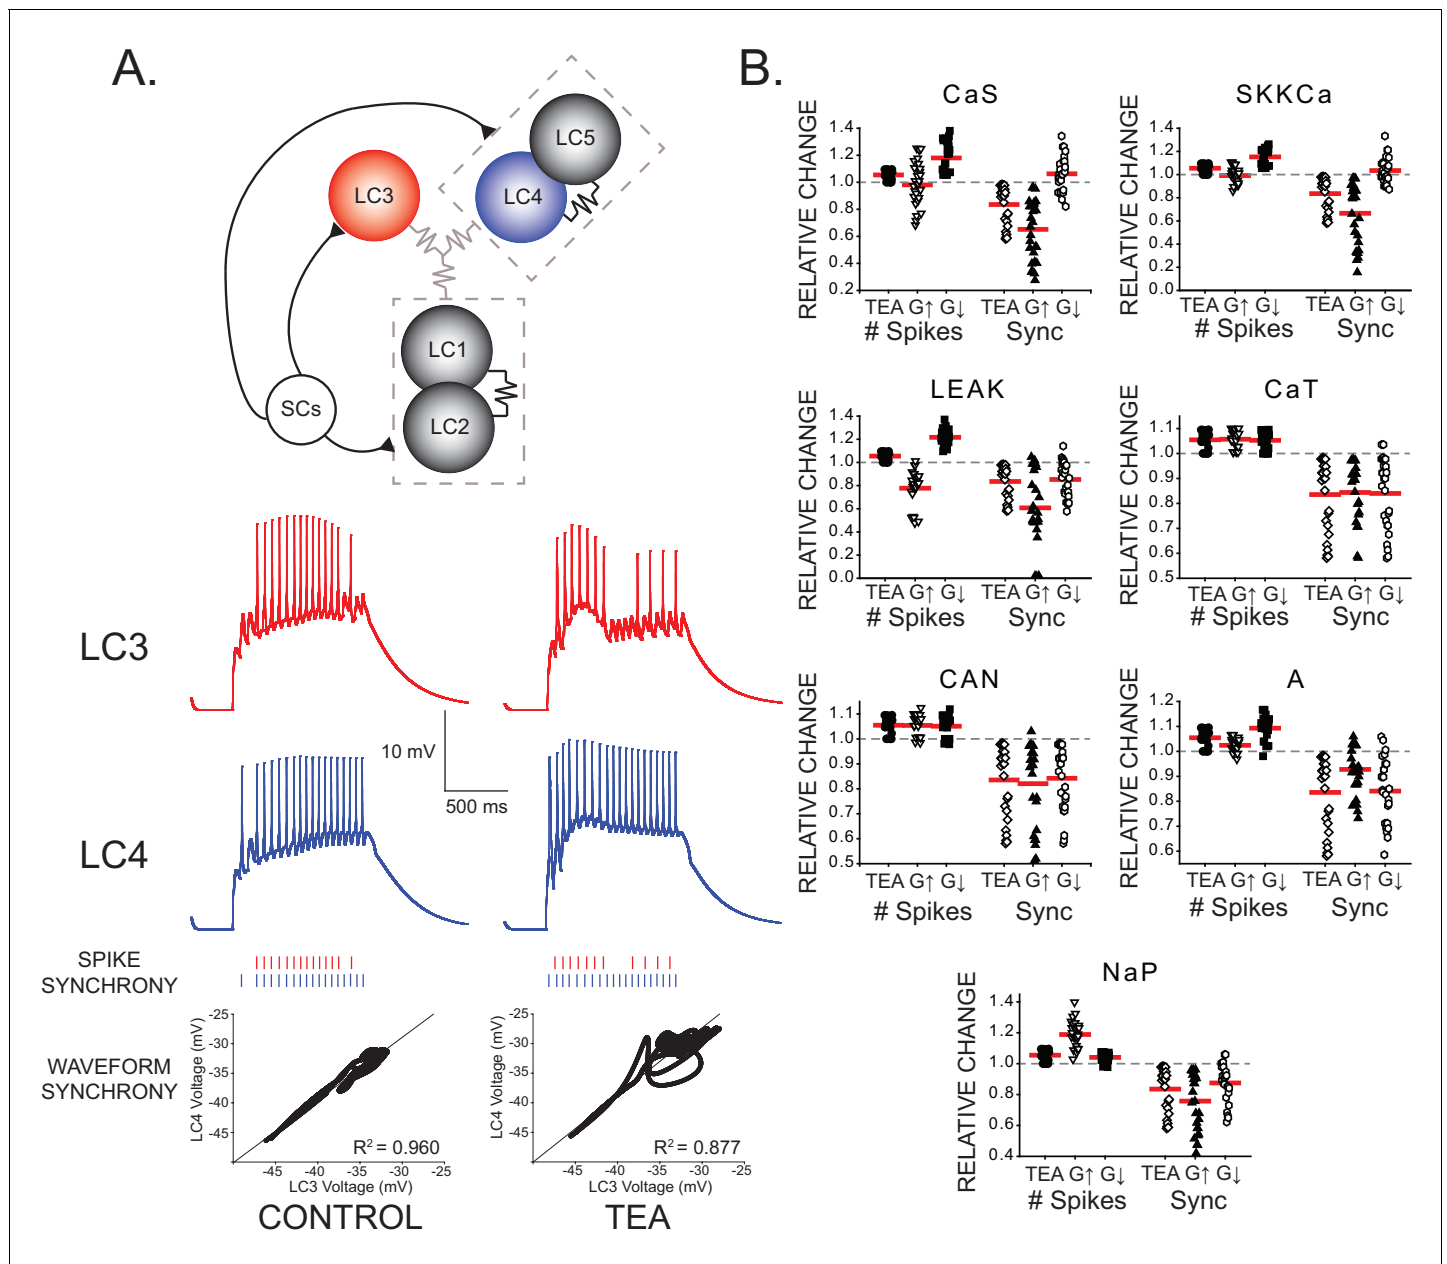 A.
LC5
LC3
LC4
LC1
SCs
LC2
LC3
10 mV
500 ms
LC4
SPIKE
SYNCHRONY
WAVEFORM
SYNCHRONY
LC4 Voltage (mV)
-25
-30
-35
-40
-45
R² = 0.960
-45
-40
-35
-30
-25
LC3 Voltage (mV)
CONTROL
LC4 Voltage (mV)
-25
-30
-35
-40
-45
R² = 0.877
-45
-40
-35
-30
-25
LC3 Voltage (mV)
TEA
B.
CaS
RELATIVE CHANGE
1.4
1.2
1.0
0.8
0.6
0.4
0.2
TEA G↑ G↓ TEA G↑ G↓
# Spikes Sync
SKKCa
RELATIVE CHANGE
1.4
1.2
1.0
0.8
0.6
0.4
0.2
0.0
TEA G↑ G↓ TEA G↑ G↓
# Spikes Sync
LEAK
RELATIVE CHANGE
1.4
1.2
1.0
0.8
0.6
0.4
0.2
0.0
TEA G↑ G↓ TEA G↑ G↓
# Spikes Sync
CaT
RELATIVE CHANGE
1.1
1.0
0.9
0.8
0.7
0.6
0.5
TEA G↑ G↓ TEA G↑ G↓
# Spikes Sync
CAN
RELATIVE CHANGE
1.1
1.0
0.9
0.8
0.7
0.6
0.5
TEA G↑ G↓ TEA G↑ G↓
# Spikes Sync
A
RELATIVE CHANGE
1.2
1.1
1.0
0.9
0.8
0.7
0.6
TEA G↑ G↓ TEA G↑ G↓
# Spikes Sync
NaP
RELATIVE CHANGE
1.4
1.2
1.0
0.8
0.6
0.4
TEA G↑ G↓ TEA G↑ G↓
# Spikes Sync